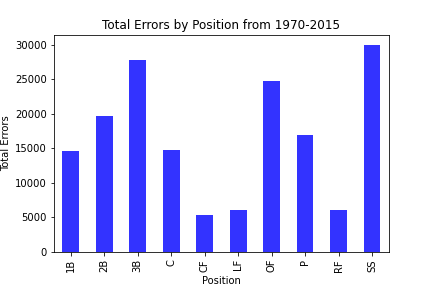 Total Errors by Position from 1970-2015
Total Errors
30000
25000
20000
15000
10000
5000
0
1B
2B
3B
C
CF
LF
OF
P
RF
SS
Position